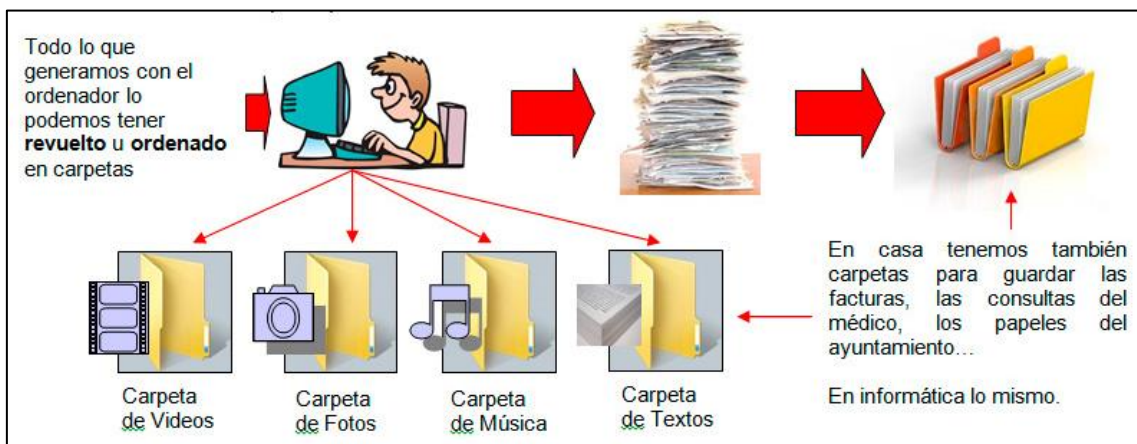 Todo lo que
generamos con el
ordenador lo
podemos tener
revuelto u ordenado
en carpetas
Carpeta
de Videos
Carpeta
de Fotos
Carpeta
de Música
Carpeta
de Textos
En casa tenemos también
carpetas para guardar las
facturas, las consultas del
médico, los papeles del
ayuntamiento…
En informática lo mismo.